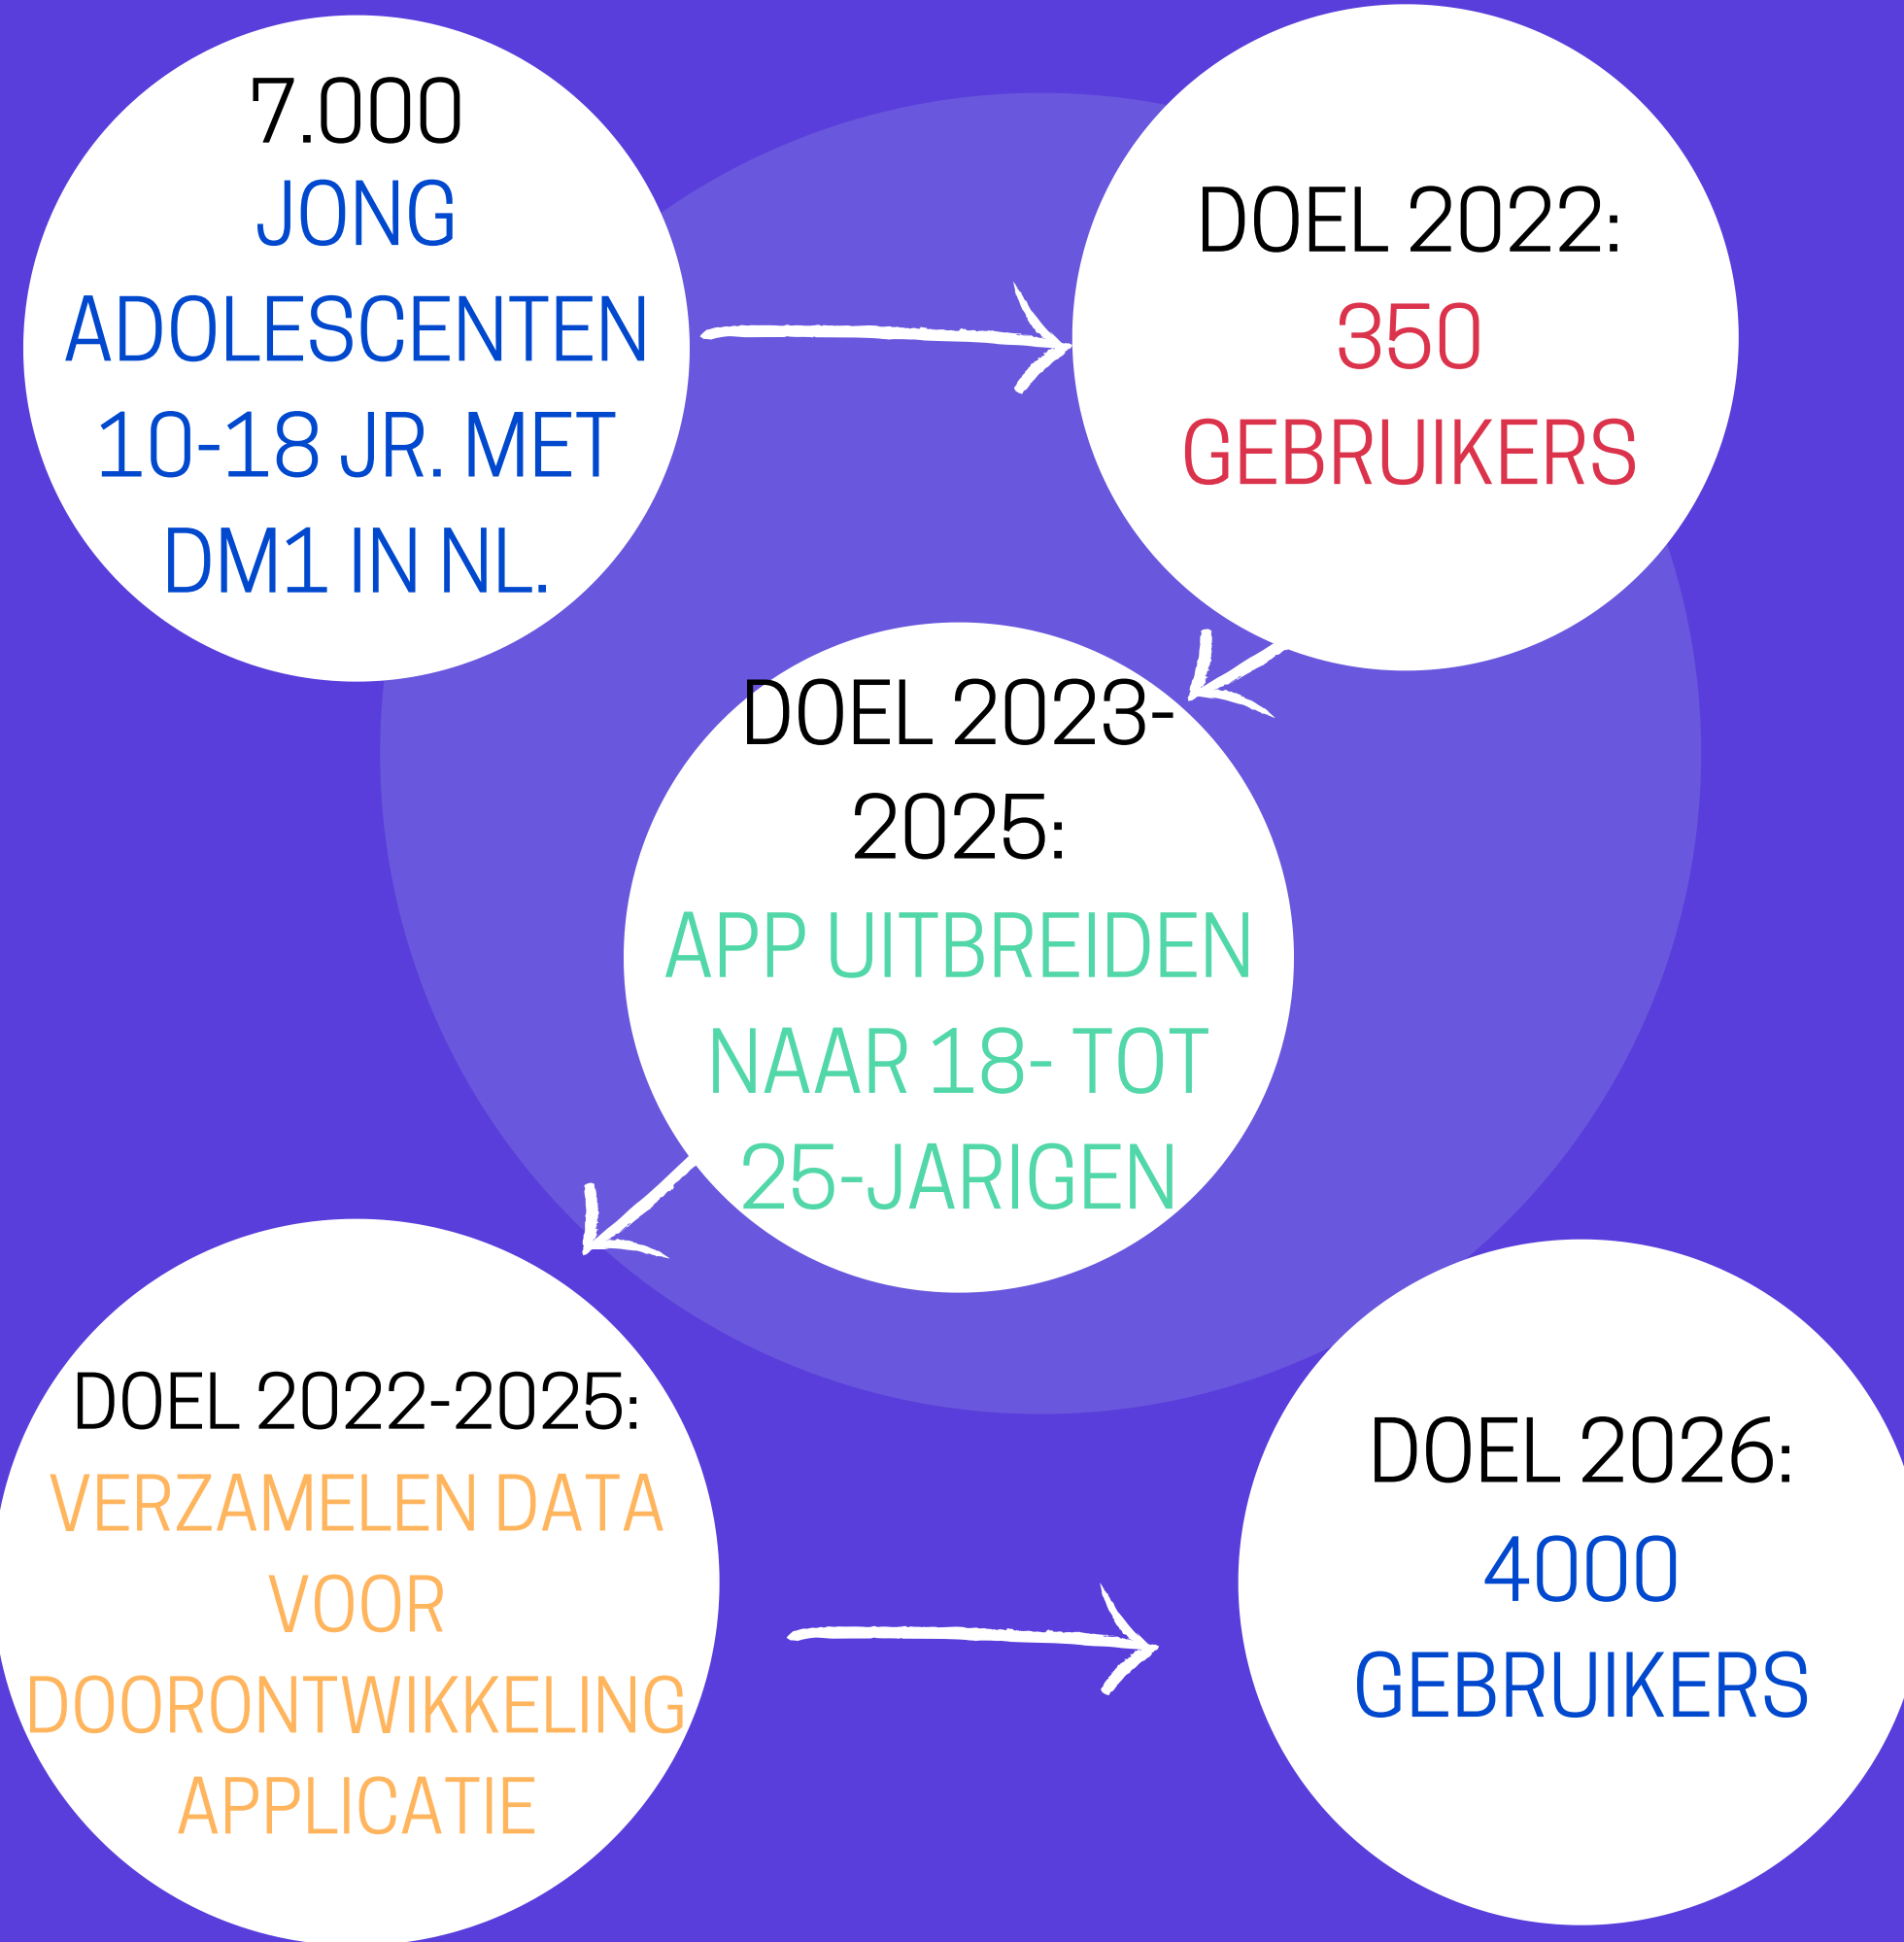 7.000
JONG
ADOLESCENTEN
10-18 JR. MET
DM1 IN NL.
DOEL 2022:
350
GEBRUIKERS
DOEL 2023-
2025:
APP UITBREIDEN
NAAR 18- TOT
25-JARIGEN
DOEL 2022-2025:
VERZAMELEN DATA
VOOR
DOORONTWIKKELING
APPLICATIE
DOEL 2026:
4000
GEBRUIKERS